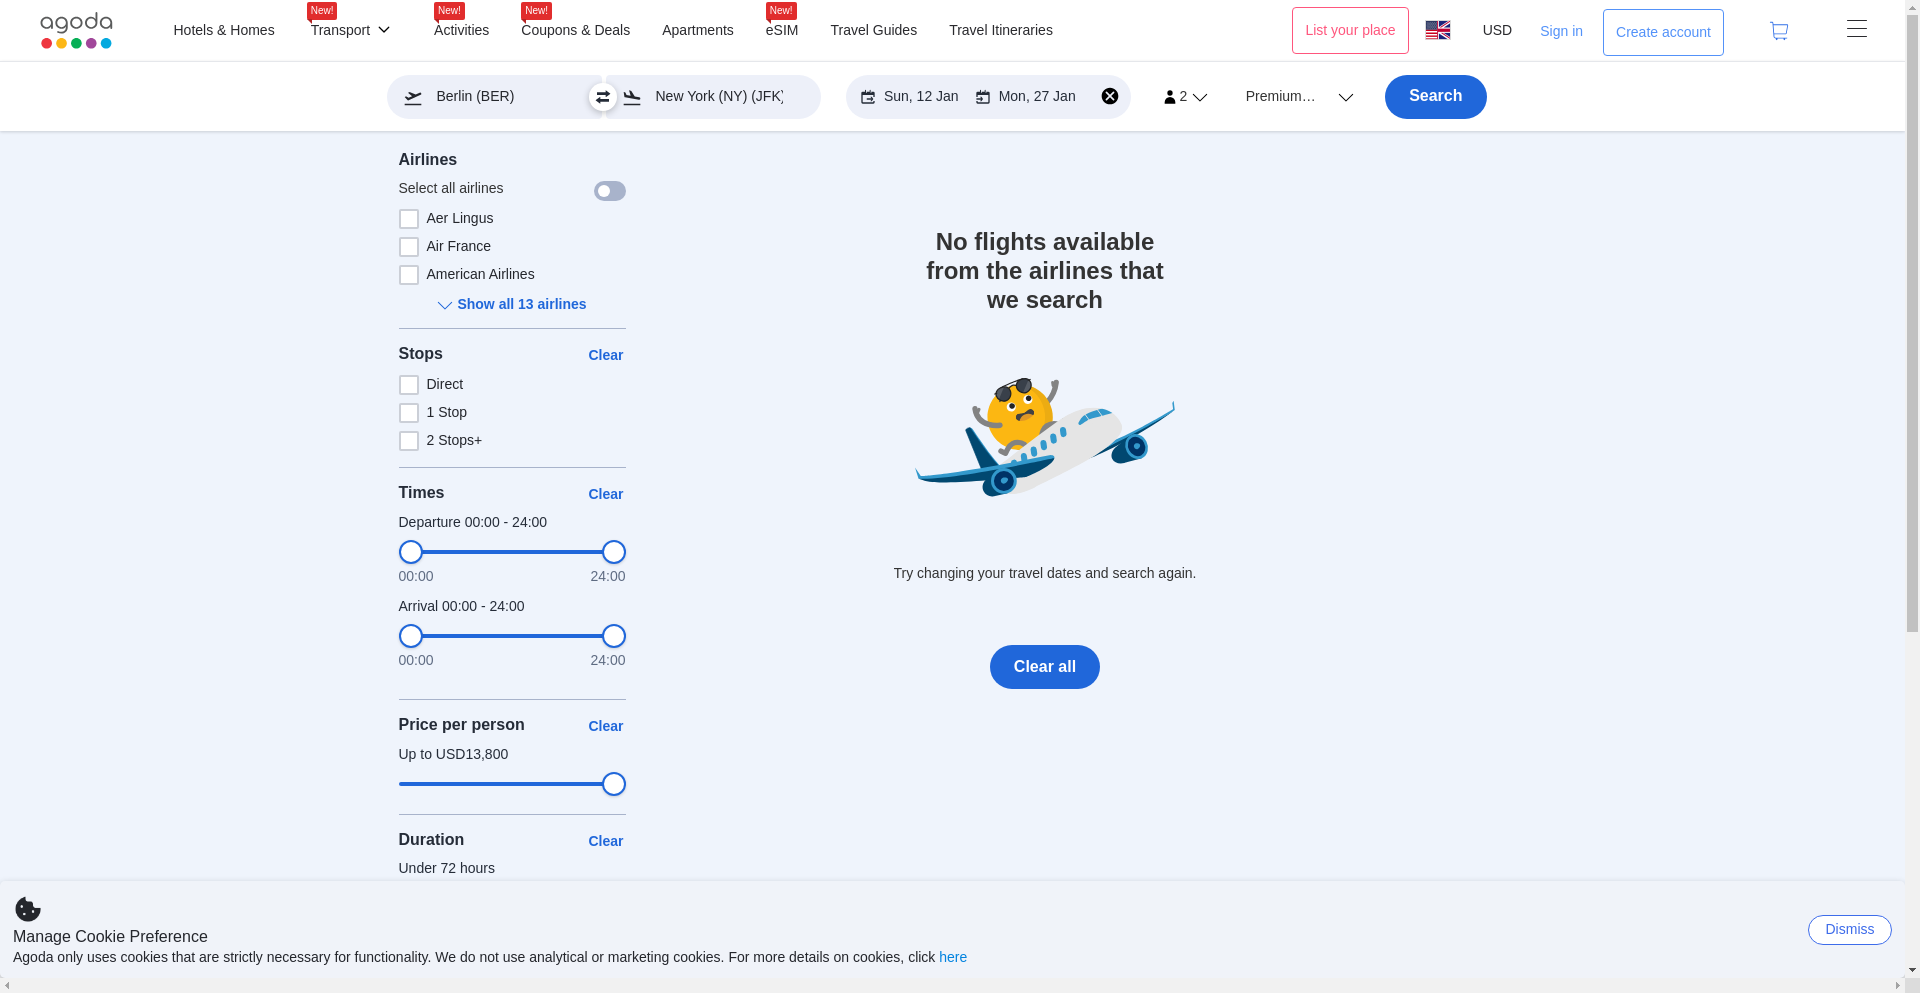 agoda
Hotels & Homes
New!
Transport
New!
Activities
New!
Coupons & Deals
Apartments
New!
eSIM
Travel Guides
Travel Itineraries
List your place
USD
Sign in
Create account
Berlin (BER)
New York (NY) (JFK)
Sun, 12 Jan
Mon, 27 Jan
2
Premium…
Search
Airlines
Select all airlines
Aer Lingus
Air France
American Airlines
Show all 13 airlines
Stops
Clear
Direct
1 Stop
2 Stops+
Times
Clear
Departure 00:00 - 24:00
00:00
24:00
Arrival 00:00 - 24:00
00:00
24:00
Price per person
Clear
Up to USD13,800
Duration
Clear
Under 72 hours
No flights available
from the airlines that
we search
Try changing your travel dates and search again.
Clear all
Manage Cookie Preference
Agoda only uses cookies that are strictly necessary for functionality. We do not use analytical or marketing cookies. For more details on cookies, click here
Dismiss